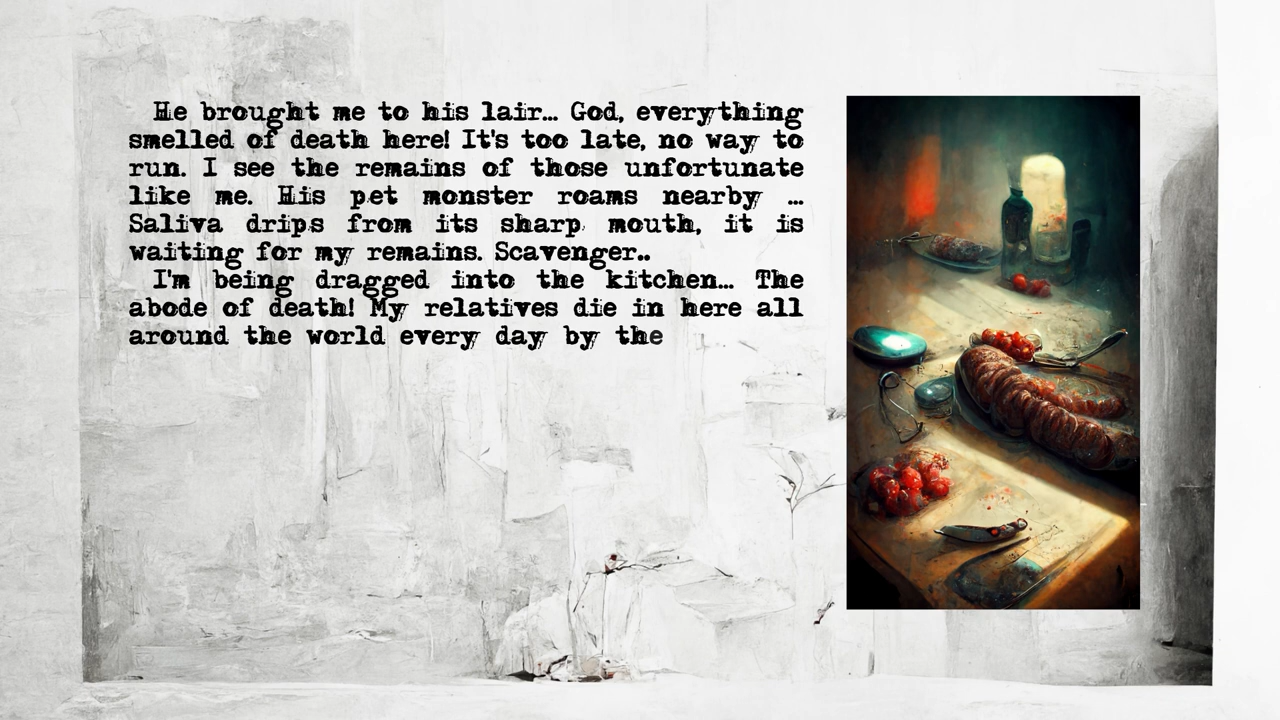 He brought me to his lair... God, everything
smelled of death here! It's too late, no way to
run. I see the remains of those unfortunate
like me. His pet monster roams nearby ...
Saliva drips from its sharp mouth, it is
waiting for my remains. Scavenger..
I'm being dragged into the kitchen... The
abode of death! My relatives die in here all
around the world every day by the